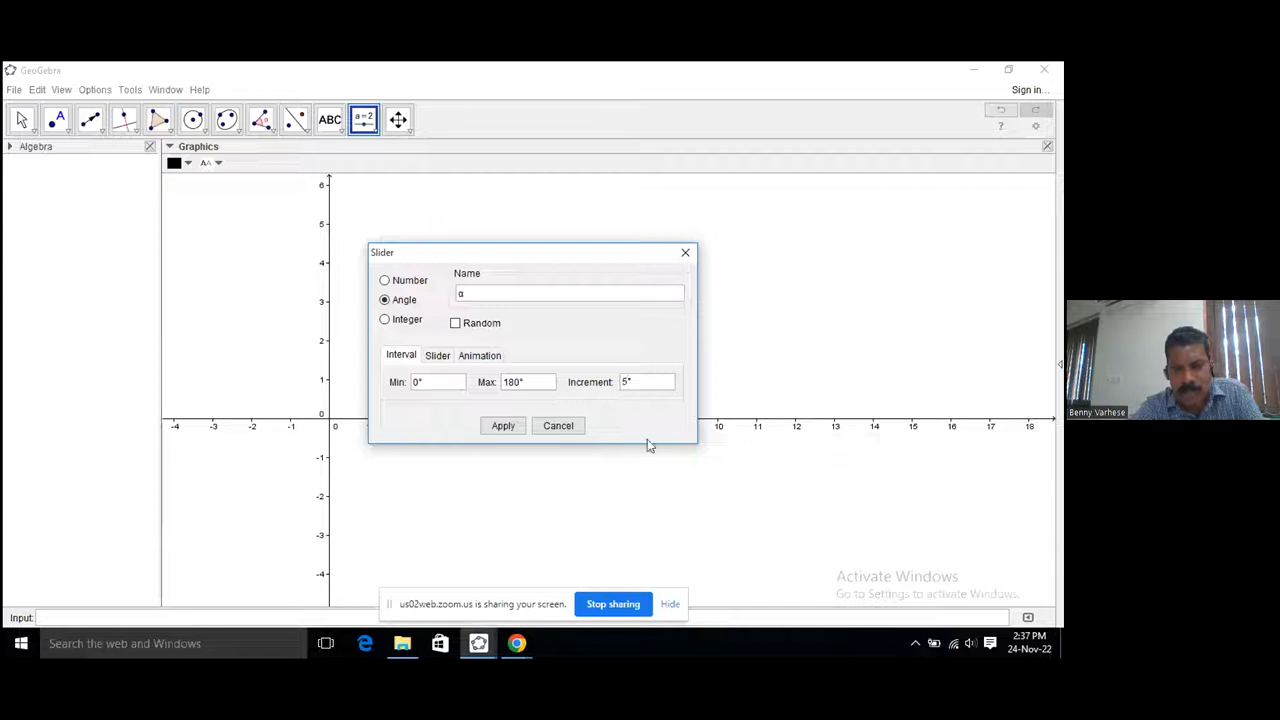 GeoGebra
File Edit View Options Tools Window Help
Sign in...
ABC
a=2
?
Algebra
Graphics
AA
6
5
4
3
2
1
0
-4 -3 -2 -1 0 10 11 12 13 14 15 16 17 18
-1
-2
-3
-4
Slider
Number
Angle
Integer
Name
α
Random
Interval Slider Animation
Min: 0° Max: 180° Increment: 5°
Apply Cancel
Benny Varhese
Activate Windows
Go to Settings to activate Windows.
us02web.zoom.us is sharing your screen. Stop sharing Hide
Input:
Search the web and Windows
2:37 PM
24-Nov-22